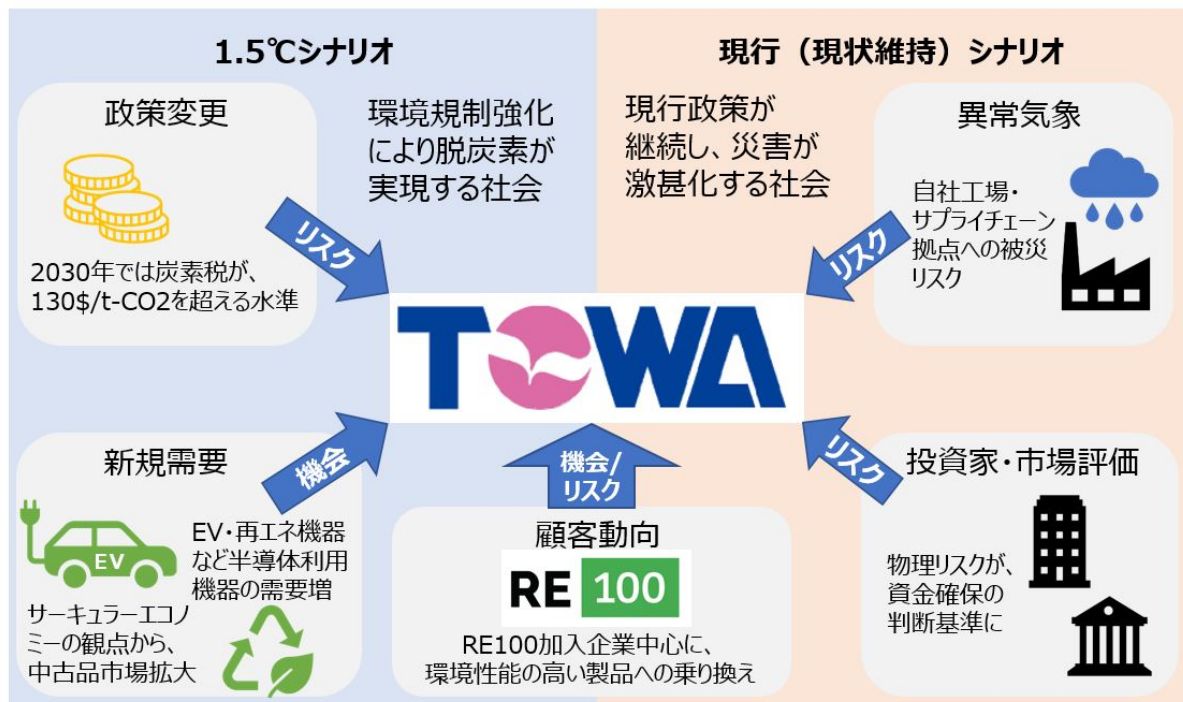 1.5℃シナリオ
現行（現状維持）シナリオ
政策変更
2030年では炭素税が、
130$/t-CO2を超える水準
リスク
環境規制強化
により脱炭素が
実現する社会
現行政策が
継続し、災害が
激甚化する社会
異常気象
自社工場・
サプライチェーン
拠点への被災
リスク
リスク
TOWA
新規需要
EV
EV・再エネ機器
など半導体利用
機器の需要増
サーキュラーエコノ
ミーの観点から、
中古品市場拡大
機会
機会/
リスク
顧客動向
RE 100
RE100加入企業中心に、
環境性能の高い製品への乗り換え
リスク
投資家・市場評価
物理リスクが、
資金確保の
判断基準に